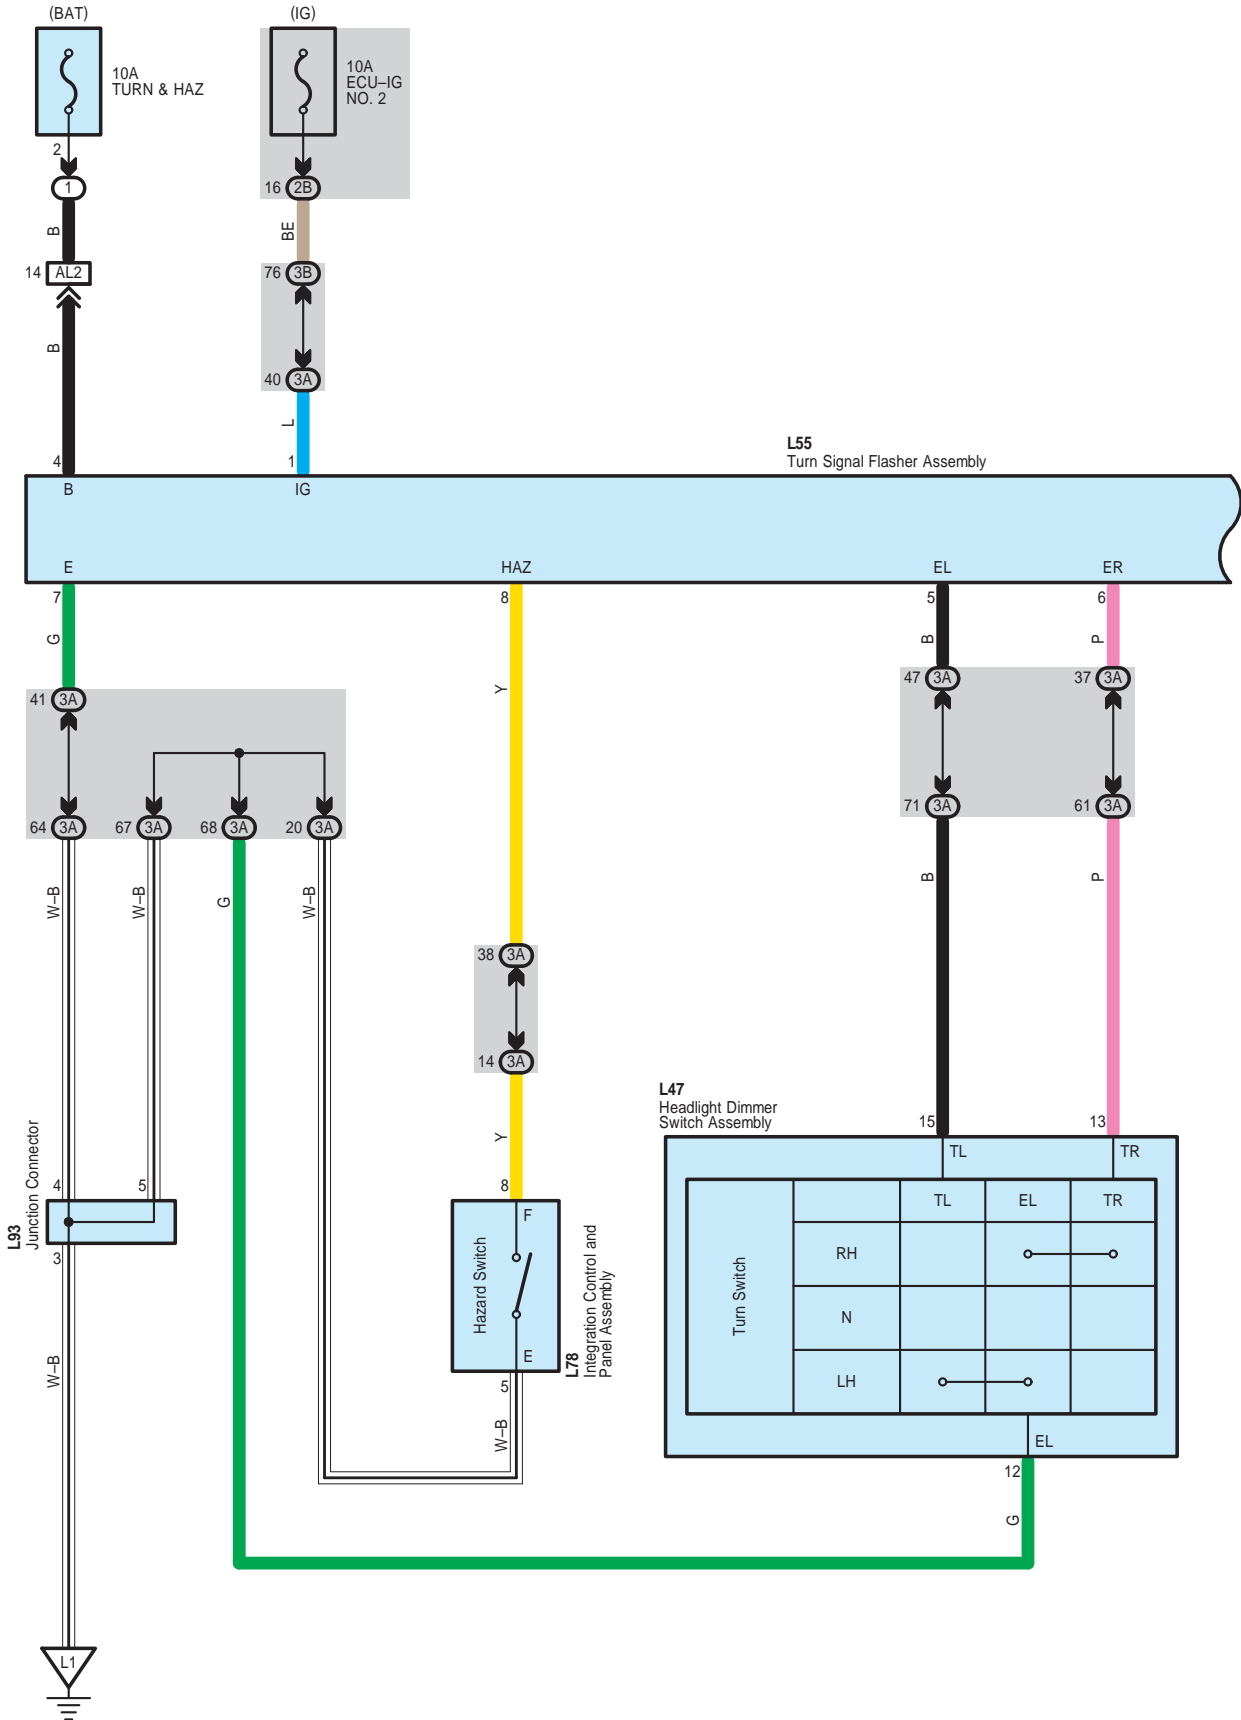 (BAT)
(IG)
10A
TURN & HAZ
10A
ECU–IG
NO. 2
2
1
16 2B
B
BE
14 AL2
76 3B
B
40 3A
L
L55
Turn Signal Flasher Assembly
4
1
B
IG
E
HAZ
EL
ER
7
8
5
6
G
Y
B
P
41 3A
47 3A
37 3A
71 3A
61 3A
64 3A
67 3A
68 3A
20 3A
W–B
W–B
G
W–B
B
P
38 3A
14 3A
Y
L47
Headlight Dimmer
Switch Assembly
15
13
TL
TR
L93
Junction Connector
4
5
3
8
F
Hazard Switch
E
L78
Integration Control and
Panel Assembly
5
TL
EL
TR
Turn Switch
RH
N
LH
EL
W–B
W–B
12
G
L1